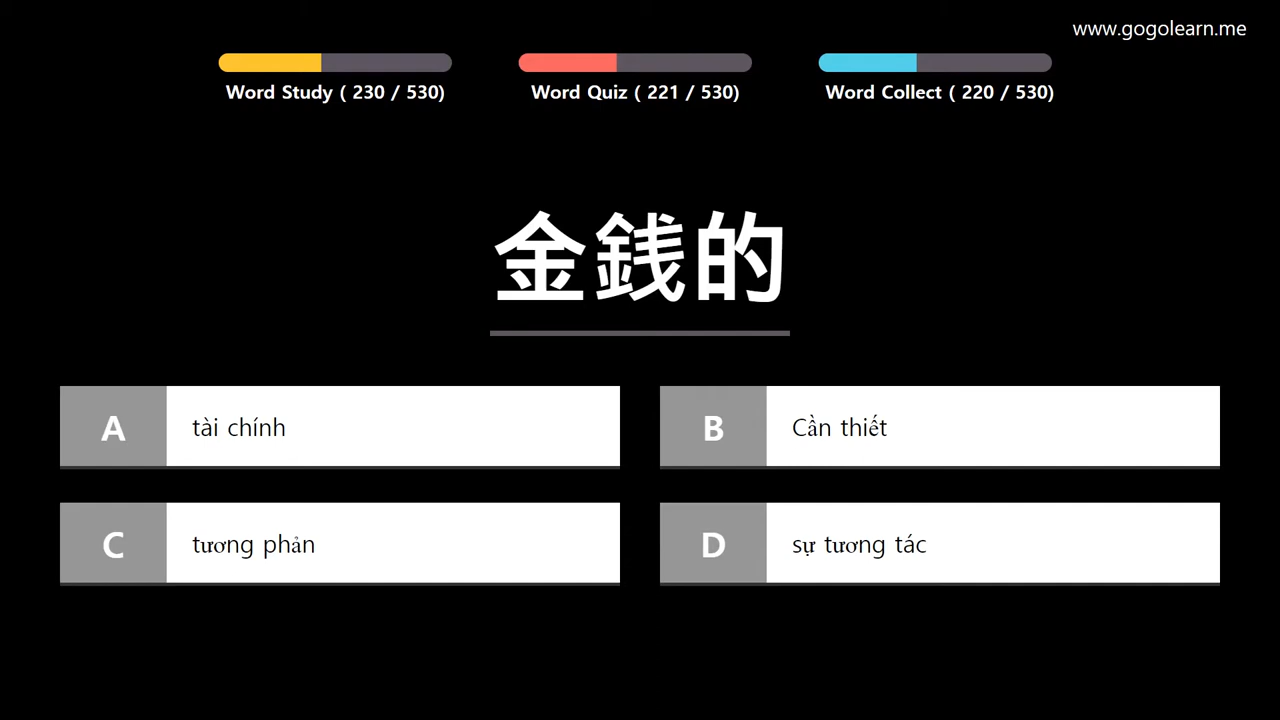 www.gogolearn.me
Word Study ( 230 / 530)
Word Quiz ( 221 / 530)
Word Collect ( 220 / 530)
金銭的
A tài chính
B Cần thiết
C tương phản
D sự tương tác